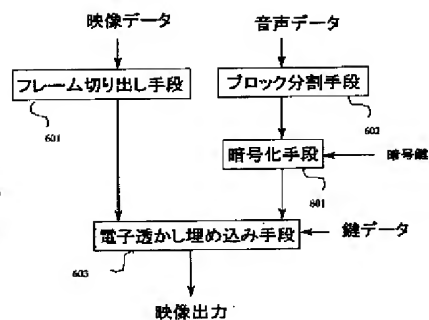 映像データ
音声データ
フレーム切り出し手段
601
ブロック分割手段
602
暗号化手段
暗号鍵
601
電子透かし埋め込み手段
603
鍵データ
映像出力